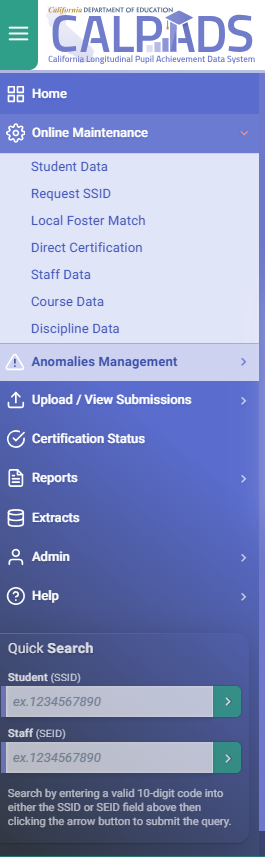 California DEPARTMENT OF EDUCATION
CALPADS
California Longitudinal Pupil Achievement Data System
Home
Online Maintenance
Student Data
Request SSID
Local Foster Match
Direct Certification
Staff Data
Course Data
Discipline Data
Anomalies Management
Upload / View Submissions
Certification Status
Reports
Extracts
Admin
Help
Quick Search
Student (SSID)
ex.1234567890
Staff (SEID)
ex.1234567890
Search by entering a valid 10-digit code into
either the SSID or SEID field above then
clicking the arrow button to submit the query.